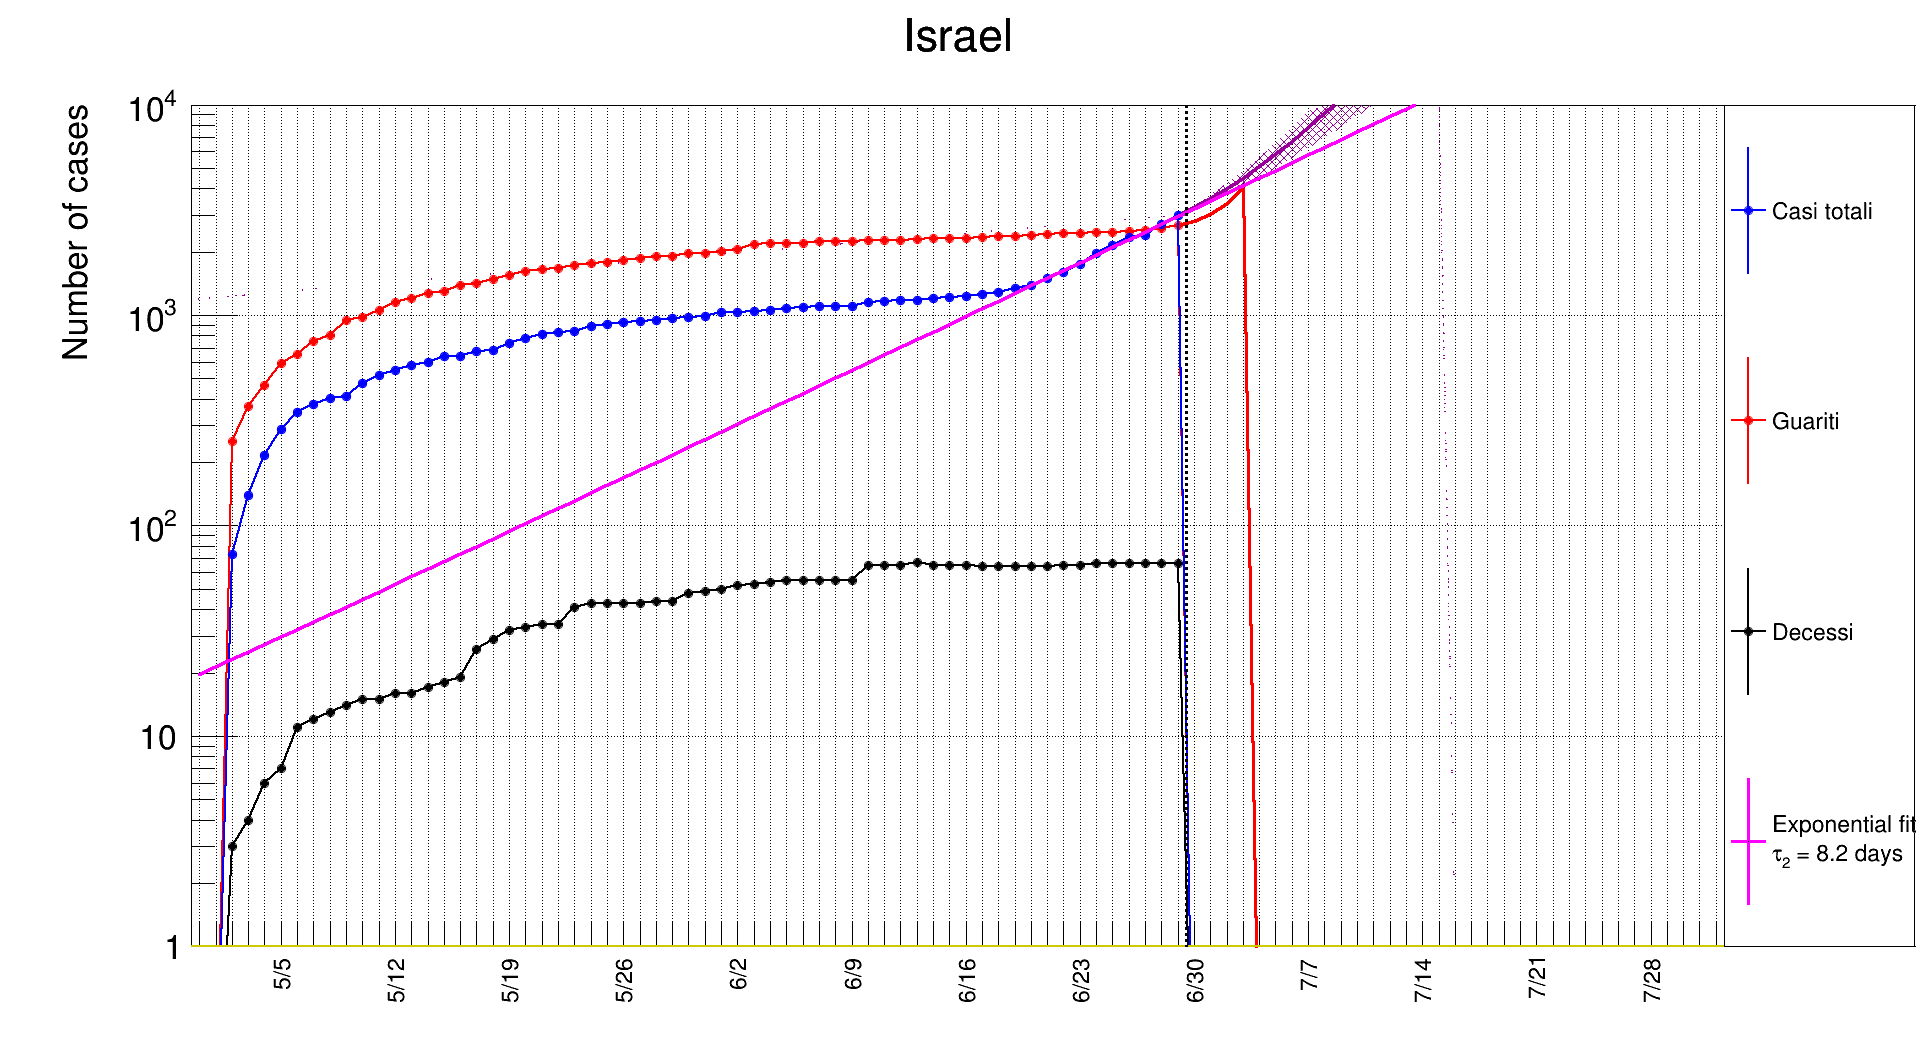 Israel
Number of cases
10^4
10^3
10^2
10
1
5/5
5/12
5/19
5/26
6/2
6/9
6/16
6/23
6/30
7/7
7/14
7/21
7/28
Casi totali
Guariti
Decessi
Exponential fit
τ₂ = 8.2 days